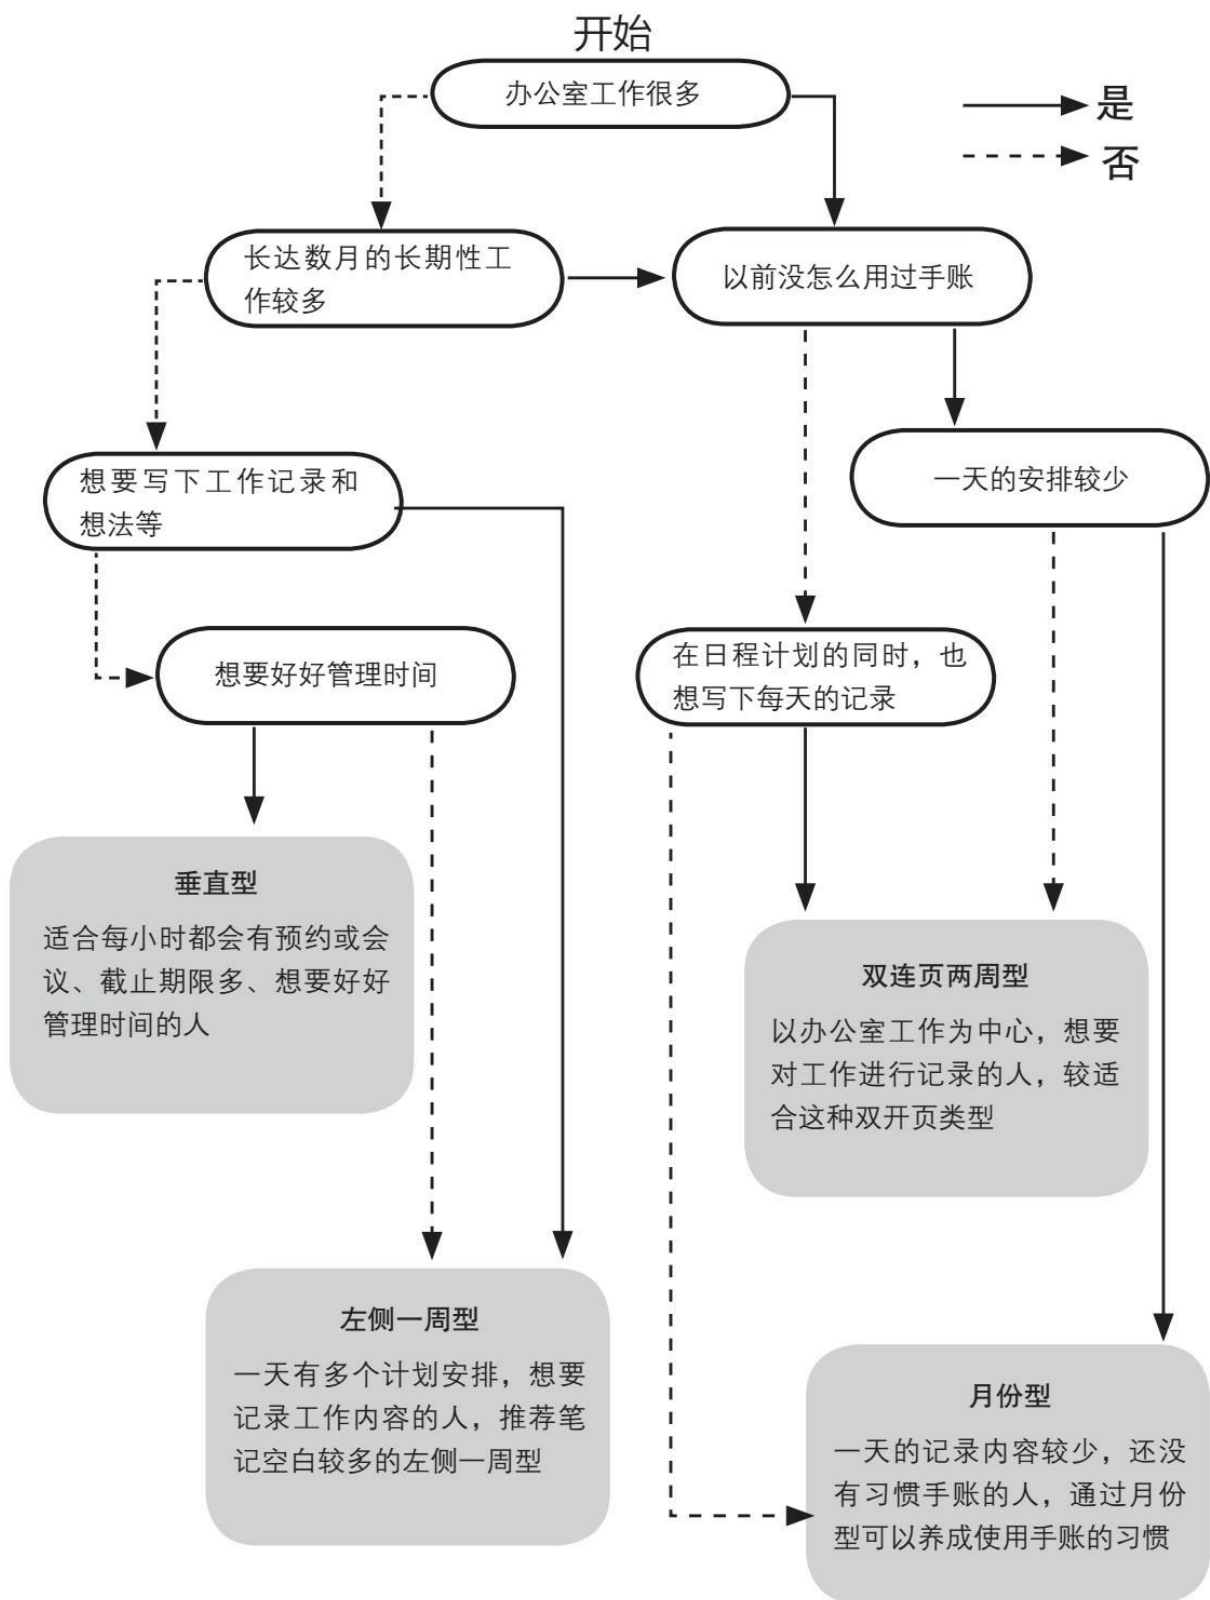 开始
办公室工作很多
是
否
长达数月的长期性工
作较多
以前没怎么用过手账
想要写下工作记录和
想法等
一天的安排较少
想要好好管理时间
在日程计划的同时，也
想写下每天的记录
垂直型
适合每小时都会有预约或会
议、截止期限多、想要好好
管理时间的人
双连页两周型
以办公室工作为中心，想要
对工作进行记录的人，较适
合这种双开页类型
左侧一周型
一天有多个计划安排，想要
记录工作内容的人，推荐笔
记空白较多的左侧一周型
月份型
一天的记录内容较少，还没
有习惯手账的人，通过月份
型可以养成使用手账的习惯